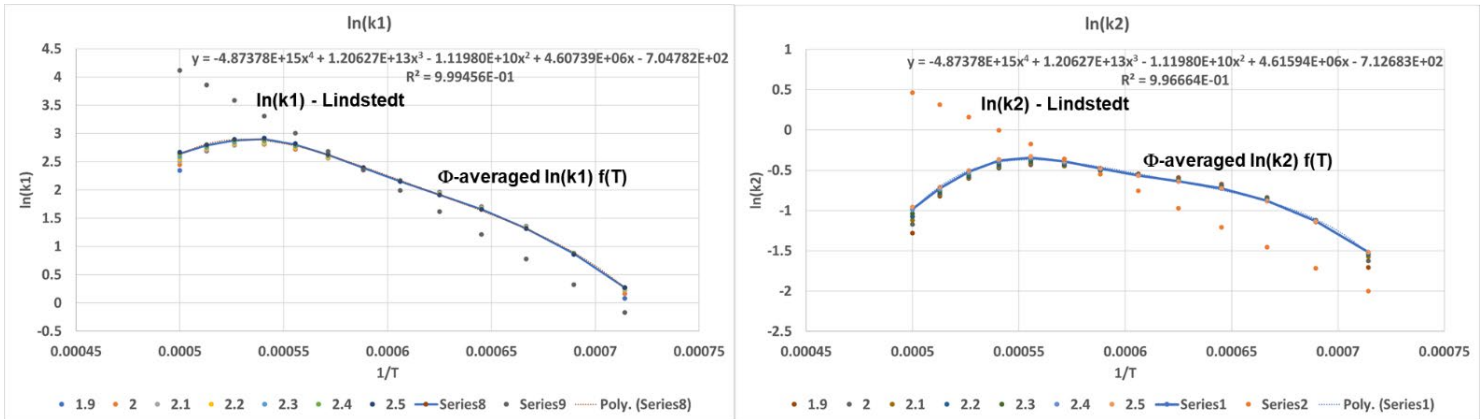 ln(k1)
y = -4.87378E+15x⁴ + 1.20627E+13x³ - 1.11980E+10x² + 4.60739E+06x - 7.04782E+02
R² = 9.99456E-01
ln(k1) - Lindstedt
Φ-averaged ln(k1) f(T)
ln(k1)
4.5
4
3.5
3
2.5
2
1.5
1
0.5
0
-0.5
0.00045 0.0005 0.00055 0.0006 0.00065 0.0007 0.00075
1/T
1.9 2 2.1 2.2 2.3 2.4 2.5 Series8 Series9 Poly. (Series8)
ln(k2)
y = -4.87378E+15x⁴ + 1.20627E+13x³ - 1.11980E+10x² + 4.61594E+06x - 7.12683E+02
R² = 9.96664E-01
ln(k2) - Lindstedt
Φ-averaged ln(k2) f(T)
ln(k2)
1
0.5
0
-0.5
-1
-1.5
-2
-2.5
0.00045 0.0005 0.00055 0.0006 0.00065 0.0007 0.00075
1/T
1.9 2 2.1 2.2 2.3 2.4 2.5 Series1 Series2 Poly. (Series1)